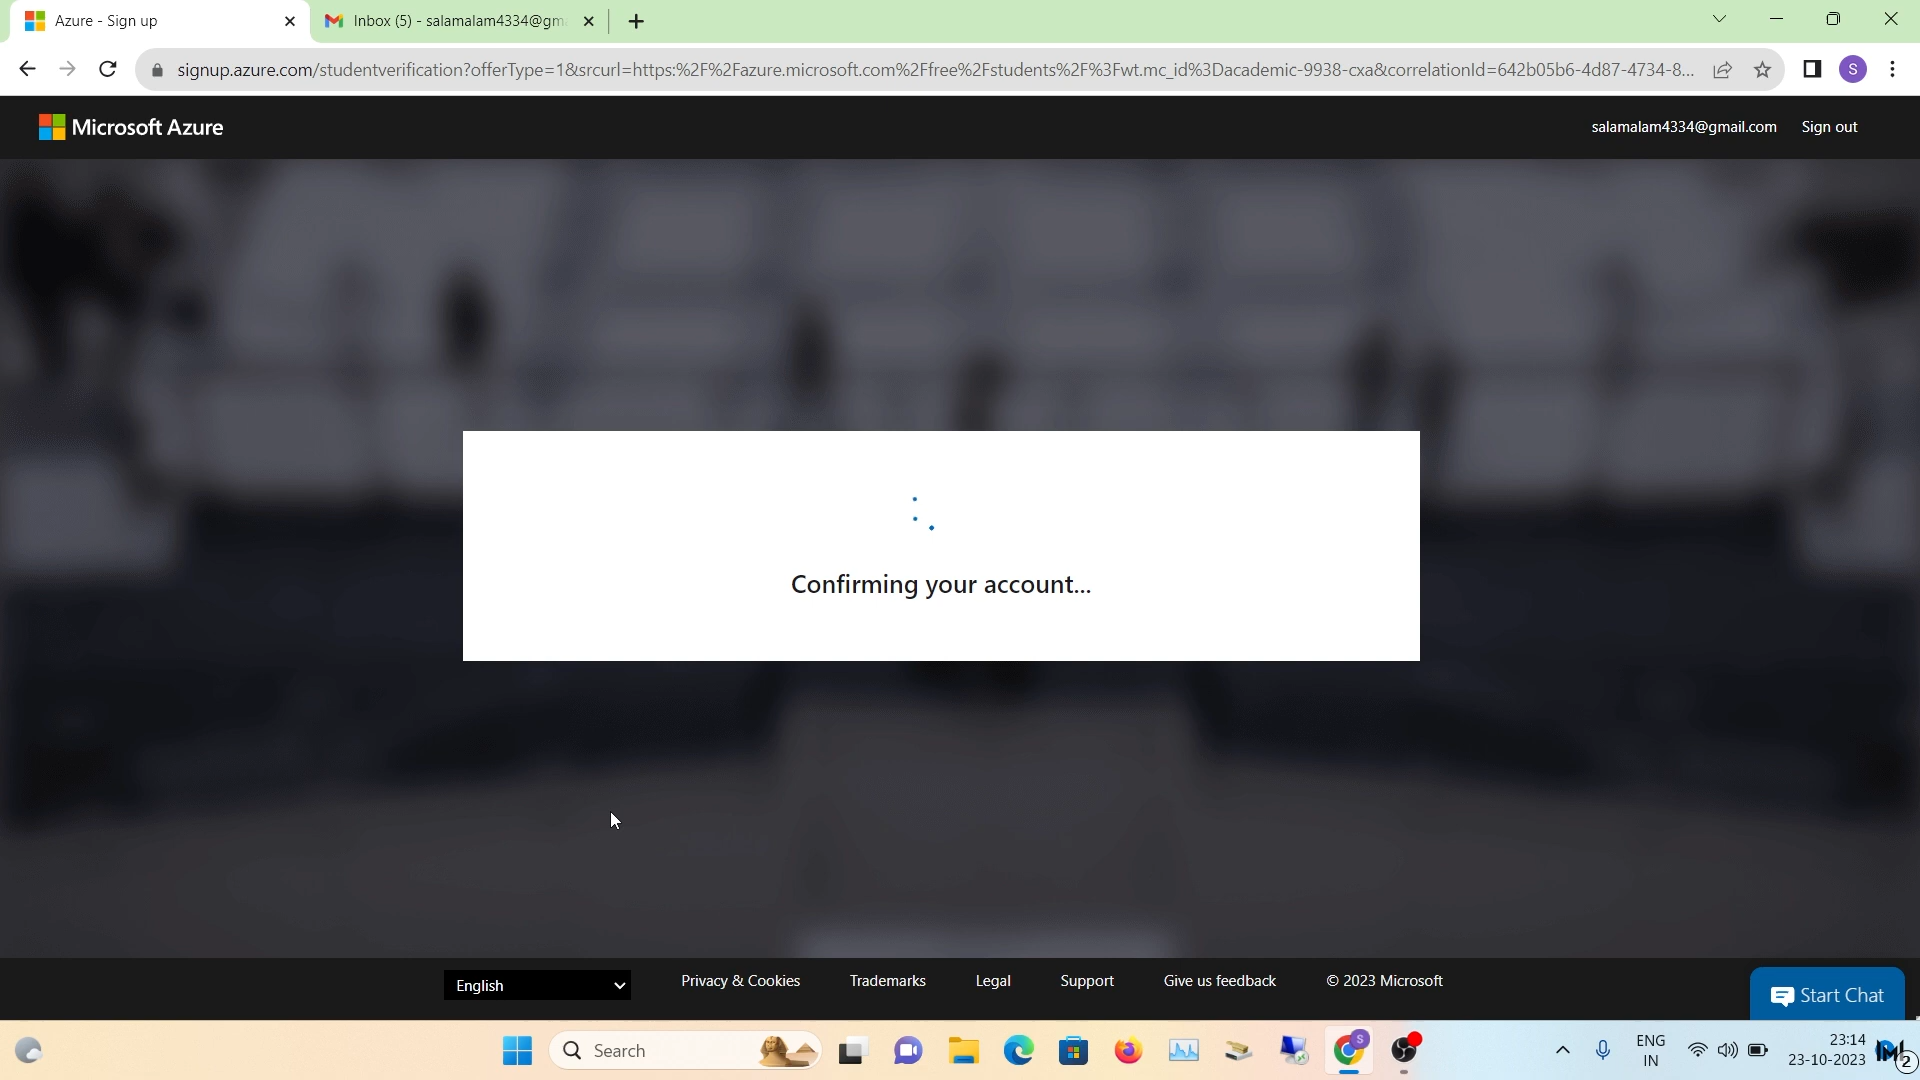 Azure - Sign up
Inbox (5) - salamalam4334@gm
signup.azure.com/studentverification?offerType=1&srcurl=https:%2F%2Fazure.microsoft.com%2Ffree%2Fstudents%2F%3Fwt.mc_id%3Dacademic-9938-cxa&correlationId=642b05b6-4d87-4734-8...
S
Microsoft Azure
salamalam4334@gmail.com
Sign out
Confirming your account...
English
Privacy & Cookies
Trademarks
Legal
Support
Give us feedback
© 2023 Microsoft
Start Chat
Search
S
ENG
IN
23:14
23-10-2023
2